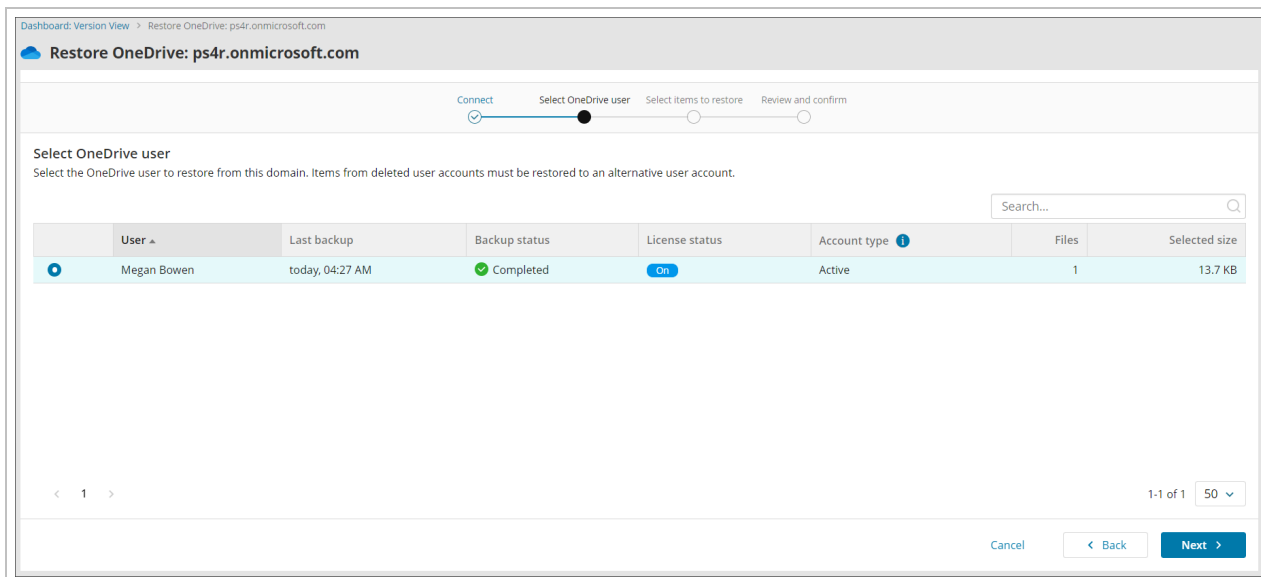 Dashboard: Version View > Restore OneDrive: ps4r.onmicrosoft.com
Restore OneDrive: ps4r.onmicrosoft.com
Connect Select OneDrive user Select items to restore Review and confirm
Select OneDrive user
Select the OneDrive user to restore from this domain. Items from deleted user accounts must be restored to an alternative user account.
Search...
User Last backup Backup status License status Account type i Files Selected size
Megan Bowen today, 04:27 AM Completed On Active 1 13.7 KB
< 1 > 1-1 of 1 50
Cancel < Back Next >